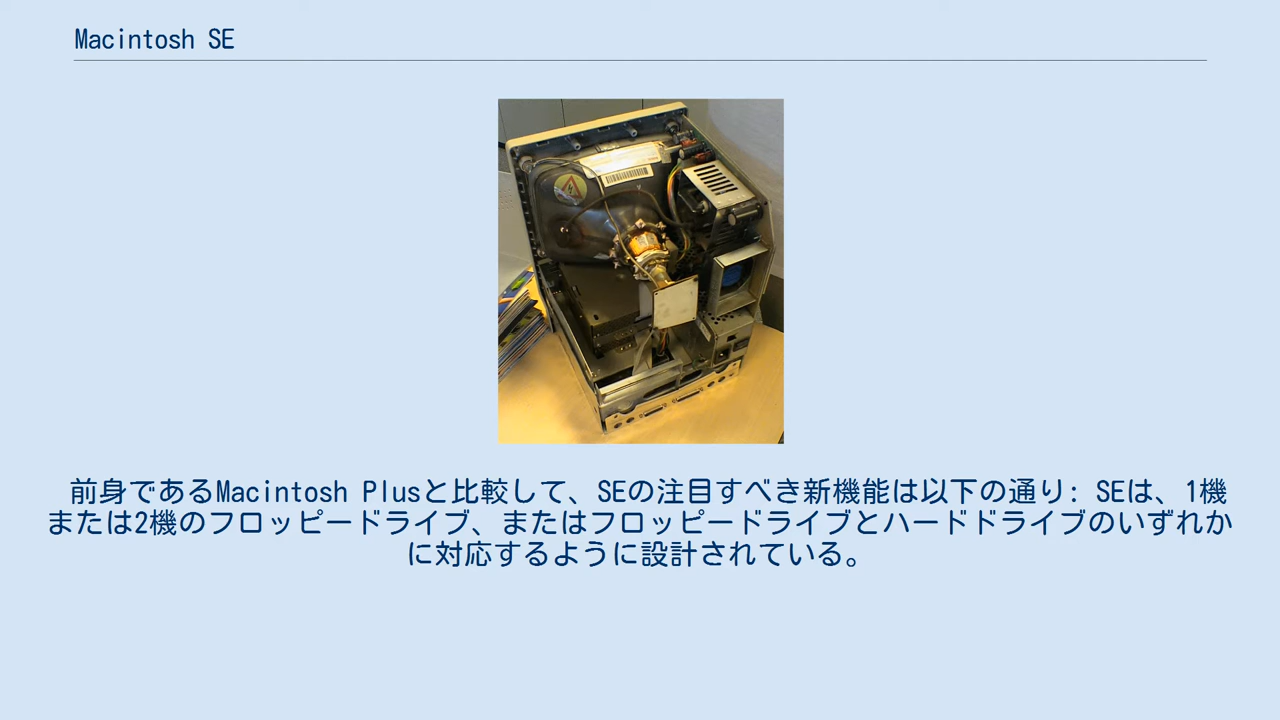 Macintosh SE
前身であるMacintosh Plusと比較して、SEの注目すべき新機能は以下の通り: SEは、1機
または2機のフロッピードライブ、またはフロッピードライブとハードドライブのいずれか
に対応するように設計されている。